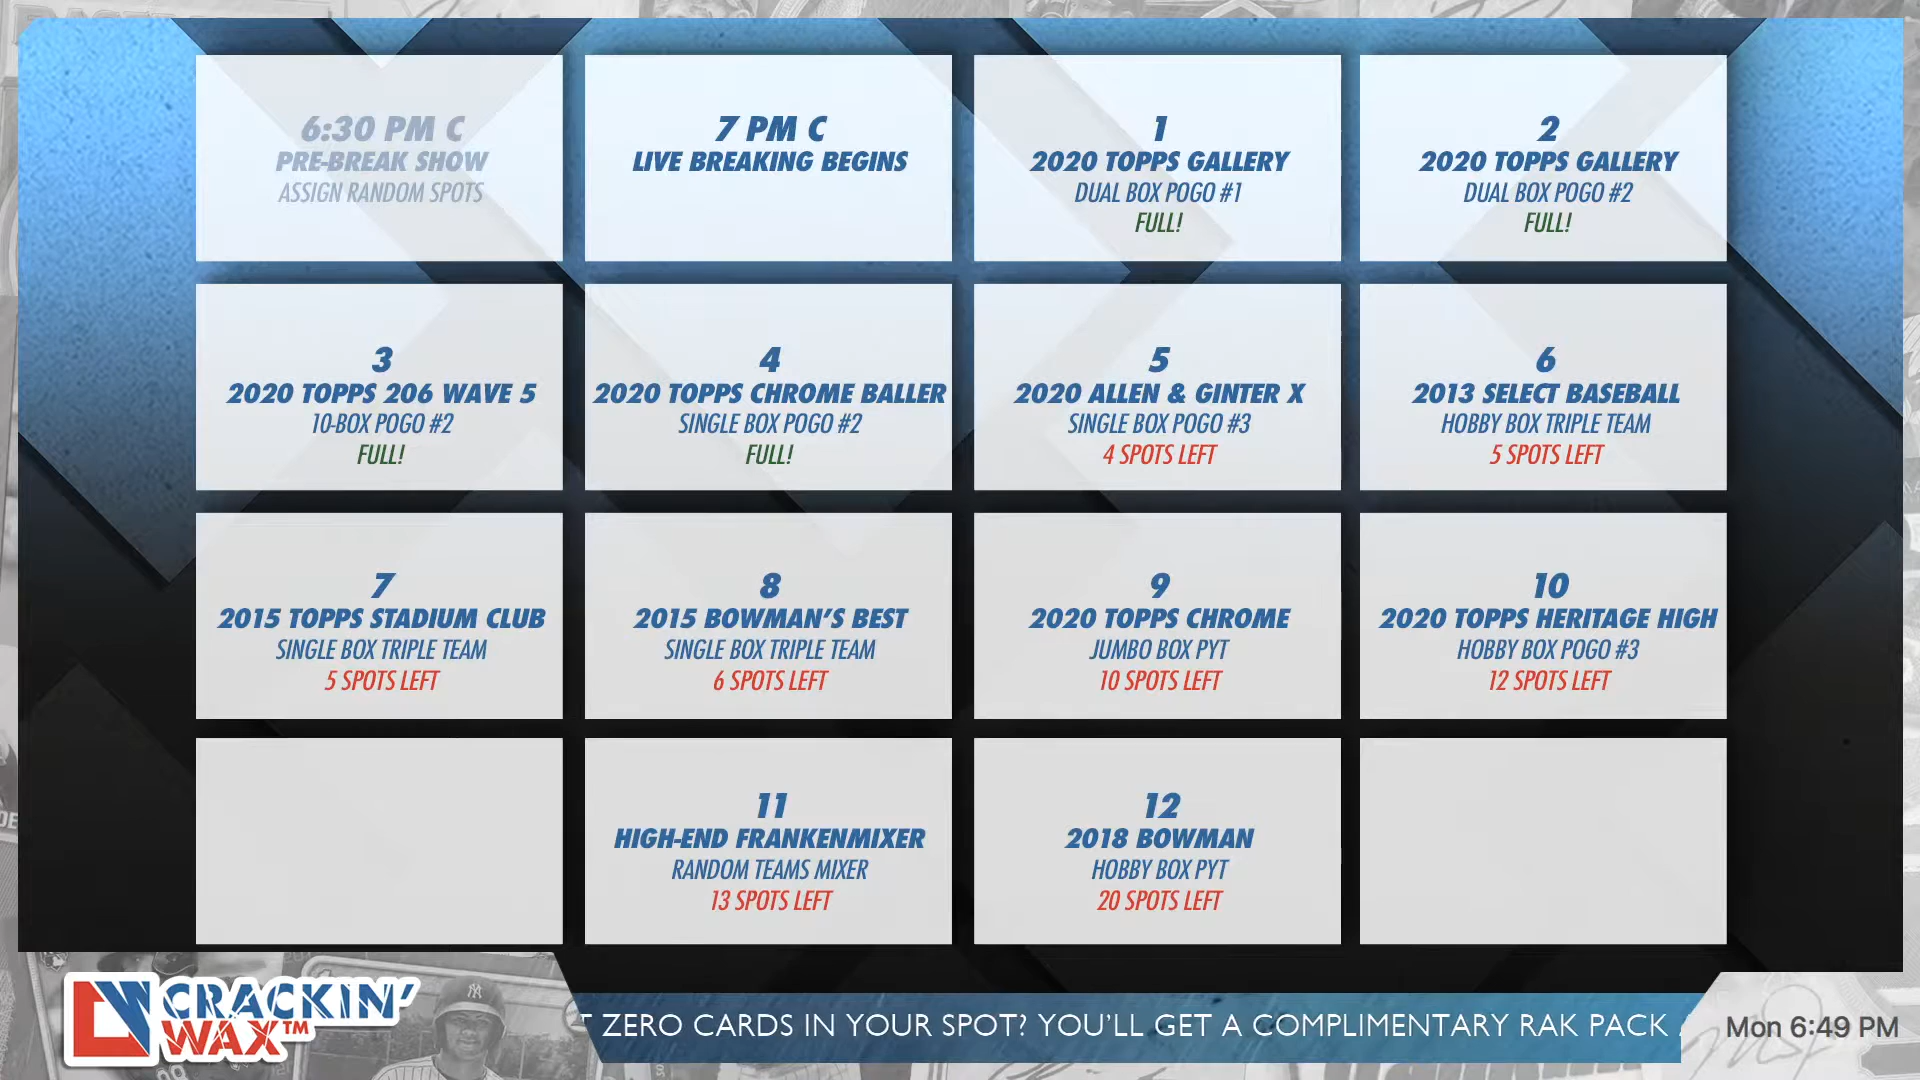 6:30 PM C
PRE-BREAK SHOW
ASSIGN RANDOM SPOTS
7 PM C
LIVE BREAKING BEGINS
1
2020 TOPPS GALLERY
DUAL BOX POGO #1
FULL!
2
2020 TOPPS GALLERY
DUAL BOX POGO #2
FULL!
3
2020 TOPPS 206 WAVE 5
10-BOX POGO #2
FULL!
4
2020 TOPPS CHROME BALLER
SINGLE BOX POGO #2
FULL!
5
2020 ALLEN & GINTER X
SINGLE BOX POGO #3
4 SPOTS LEFT
6
2013 SELECT BASEBALL
HOBBY BOX TRIPLE TEAM
5 SPOTS LEFT
7
2015 TOPPS STADIUM CLUB
SINGLE BOX TRIPLE TEAM
5 SPOTS LEFT
8
2015 BOWMAN'S BEST
SINGLE BOX TRIPLE TEAM
6 SPOTS LEFT
9
2020 TOPPS CHROME
JUMBO BOX PYT
10 SPOTS LEFT
10
2020 TOPPS HERITAGE HIGH
HOBBY BOX POGO #3
12 SPOTS LEFT
11
HIGH-END FRANKENMIXER
RANDOM TEAMS MIXER
13 SPOTS LEFT
12
2018 BOWMAN
HOBBY BOX PYT
20 SPOTS LEFT
CRACKIN'
WAX™
ZERO CARDS IN YOUR SPOT? YOU'LL GET A COMPLIMENTARY RAK PACK
Mon 6:49 PM